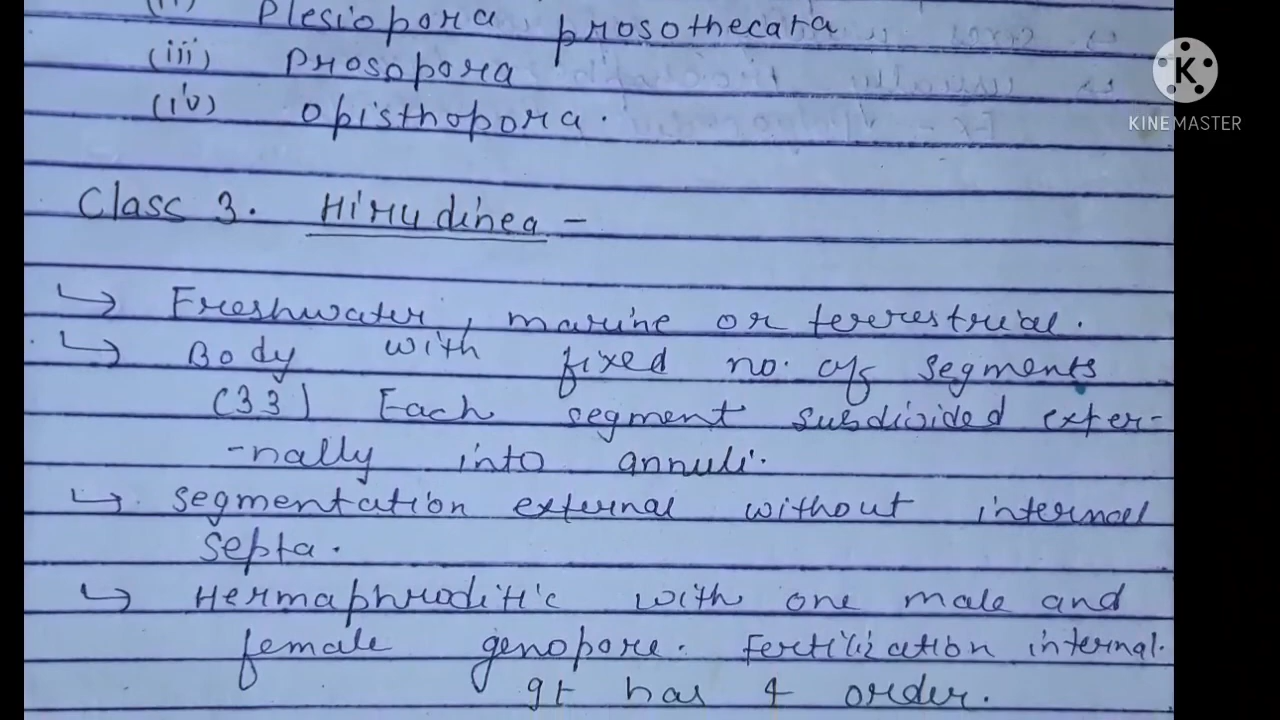 (ii) Plesiopora prosothecata
(iii) Prosopora
(iv) Opisthopora.
K
KINEMASTER
Class 3. Hirudinea –
↳ Freshwater, marine or terrestrial.
↳ Body with fixed no. of segments
(33) Each segment subdivided exter-
-nally into annuli.
↳ Segmentation external without internal
septa.
↳ Hermaphroditic with one male and
female genopore. Fertilization internal.
It has 4 order.